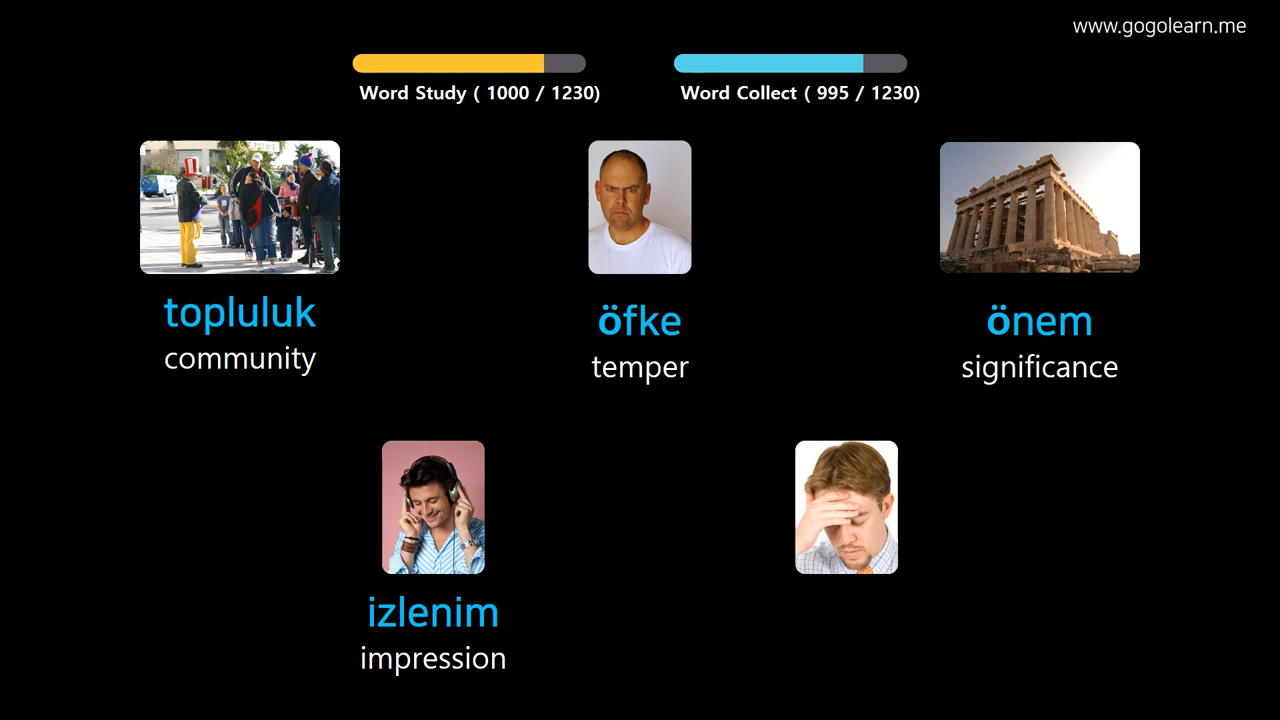 www.gogolearn.me
Word Study ( 1000 / 1230)
Word Collect ( 995 / 1230)
topluluk
community
öfke
temper
önem
significance
izlenim
impression